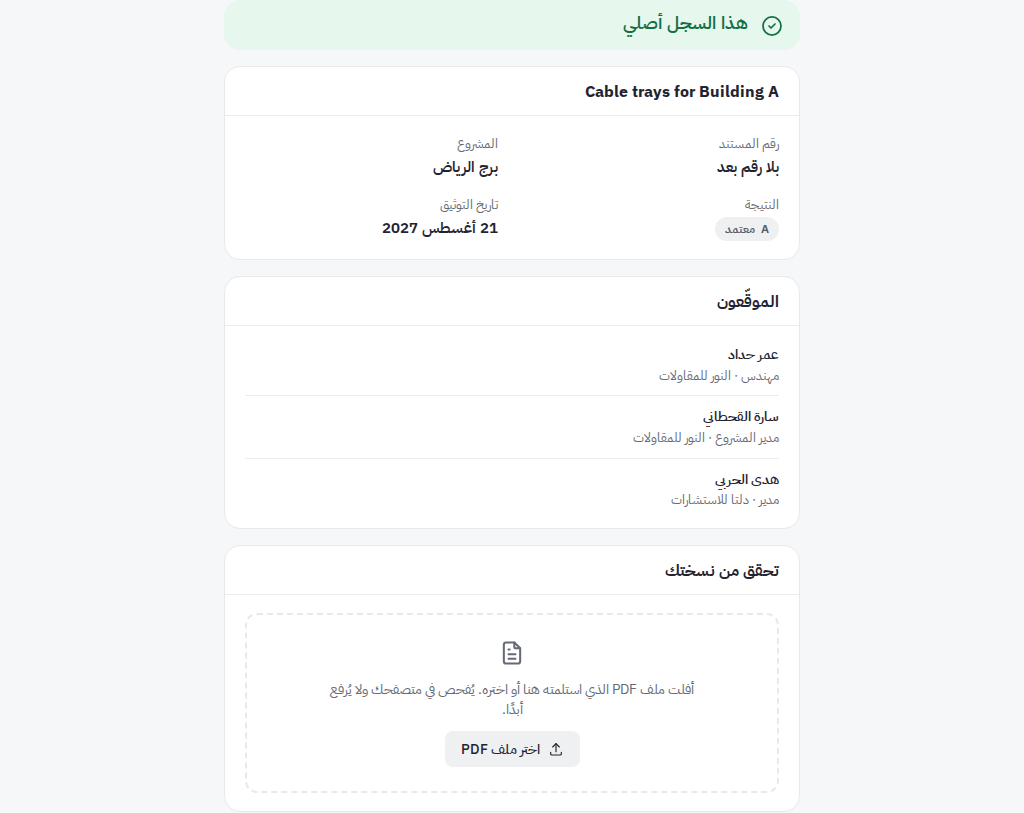 هذا السجل أصلي
Cable trays for Building A
رقم المستند
بلا رقم بعد
المشروع
برج الرياض
النتيجة
A معتمد
تاريخ التوثيق
21 أغسطس 2027
الموقّعون
عمر حداد
مهندس · النور للمقاولات
سارة القحطاني
مدير المشروع · النور للمقاولات
هدى الحربي
مدير · دلتا للاستشارات
تحقق من نسختك
أفلت ملف PDF الذي استلمته هنا أو اختره. يُفحص في متصفحك ولا يُرفع
أبدًا.
اختر ملف PDF